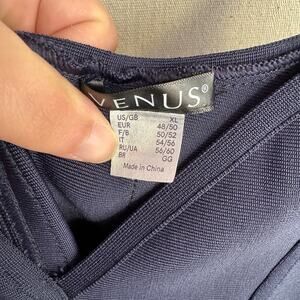 VENUS®
US/GB XL
EUR 48/50
F/B 50/52
IT 54/56
RU/UA 56/60
BR GG
Made in China